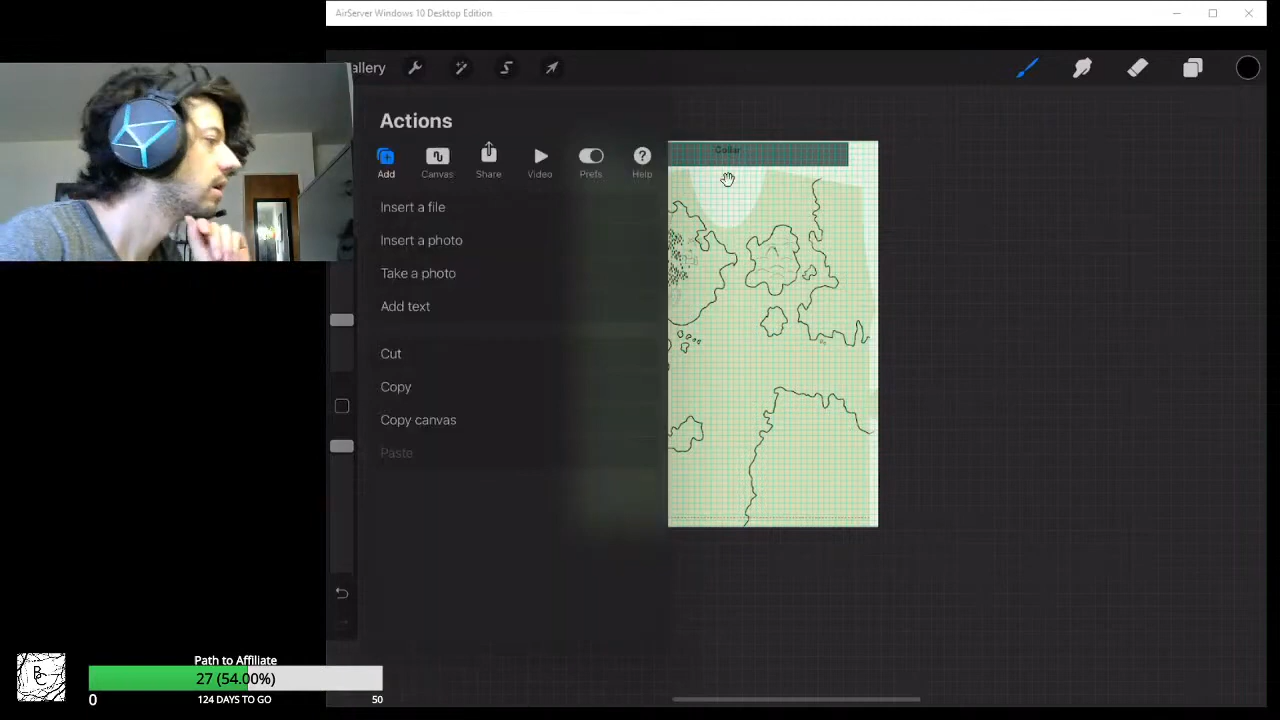 AirServer Windows 10 Desktop Edition
allery
Actions
Add
Canvas
Share
Video
Prefs
Help
Insert a file
Insert a photo
Take a photo
Add text
Cut
Copy
Copy canvas
Paste
Collar
B
Path to Affiliate
27 (54.00%)
0
124 DAYS TO GO
50